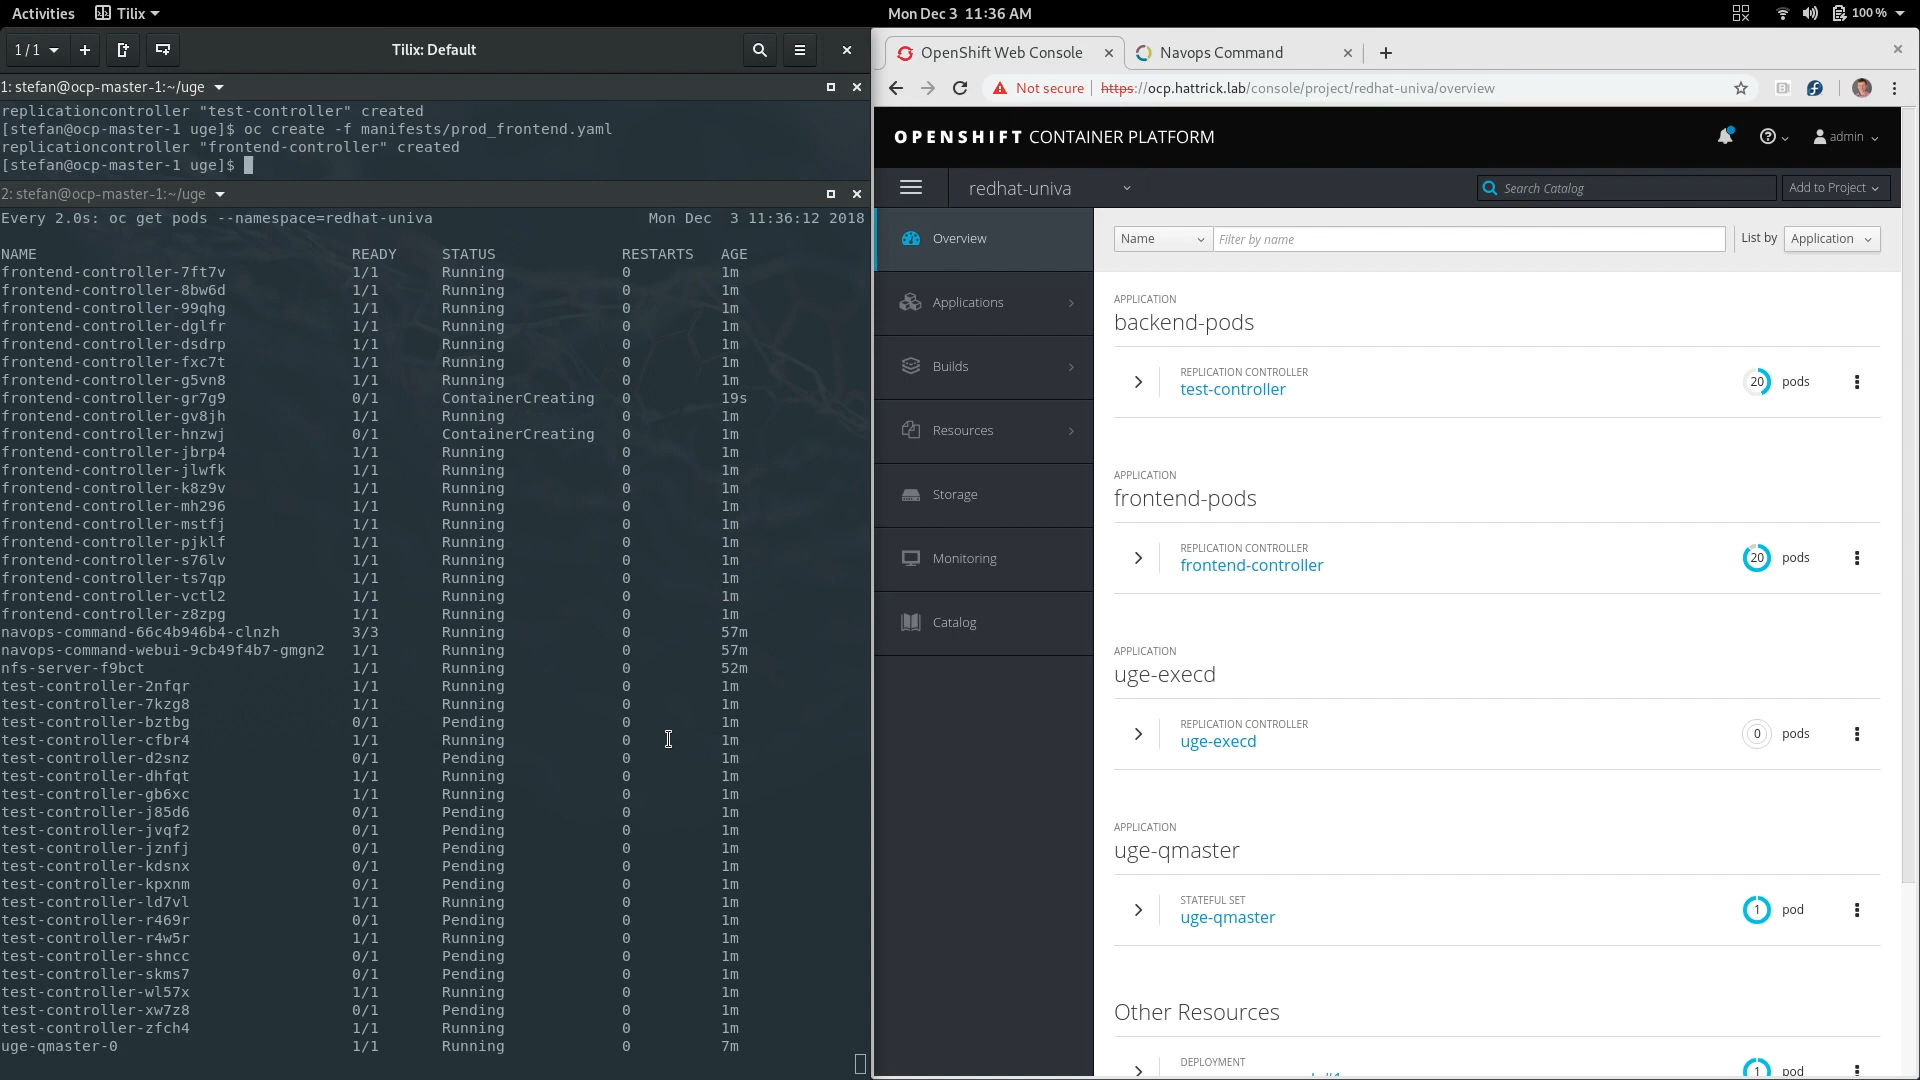 Activities Tilix
Mon Dec 3 11:36 AM
100 %
1 / 1
Tilix: Default
1: stefan@ocp-master-1:~/uge
replicationcontroller "test-controller" created
[stefan@ocp-master-1 uge]$ oc create -f manifests/prod_frontend.yaml
replicationcontroller "frontend-controller" created
[stefan@ocp-master-1 uge]$
2: stefan@ocp-master-1:~/uge
Every 2.0s: oc get pods --namespace=redhat-univa Mon Dec 3 11:36:12 2018
NAME READY STATUS RESTARTS AGE
frontend-controller-7ft7v 1/1 Running 0 1m
frontend-controller-8bw6d 1/1 Running 0 1m
frontend-controller-99qhg 1/1 Running 0 1m
frontend-controller-dglfr 1/1 Running 0 1m
frontend-controller-dsdrp 1/1 Running 0 1m
frontend-controller-fxc7t 1/1 Running 0 1m
frontend-controller-g5vn8 1/1 Running 0 1m
frontend-controller-gr7g9 0/1 ContainerCreating 0 19s
frontend-controller-gv8jh 1/1 Running 0 1m
frontend-controller-hnzwj 0/1 ContainerCreating 0 1m
frontend-controller-jbrp4 1/1 Running 0 1m
frontend-controller-jlwfk 1/1 Running 0 1m
frontend-controller-k8z9v 1/1 Running 0 1m
frontend-controller-mh296 1/1 Running 0 1m
frontend-controller-mstfj 1/1 Running 0 1m
frontend-controller-pjklf 1/1 Running 0 1m
frontend-controller-s76lv 1/1 Running 0 1m
frontend-controller-ts7qp 1/1 Running 0 1m
frontend-controller-vctl2 1/1 Running 0 1m
frontend-controller-z8zpg 1/1 Running 0 1m
navops-command-66c4b946b4-clnzh 3/3 Running 0 57m
navops-command-webui-9cb49f4b7-gmgn2 1/1 Running 0 57m
nfs-server-f9bct 1/1 Running 0 52m
test-controller-2nfqr 1/1 Running 0 1m
test-controller-7kzg8 1/1 Running 0 1m
test-controller-bztbg 0/1 Pending 0 1m
test-controller-cfbr4 1/1 Running 0 1m
test-controller-d2snz 0/1 Pending 0 1m
test-controller-dhfqt 1/1 Running 0 1m
test-controller-gb6xc 1/1 Running 0 1m
test-controller-j85d6 0/1 Pending 0 1m
test-controller-jvqf2 0/1 Pending 0 1m
test-controller-jznfj 0/1 Pending 0 1m
test-controller-kdsnx 0/1 Pending 0 1m
test-controller-kpxnm 0/1 Pending 0 1m
test-controller-ld7vl 1/1 Running 0 1m
test-controller-r469r 0/1 Pending 0 1m
test-controller-r4w5r 1/1 Running 0 1m
test-controller-shncc 0/1 Pending 0 1m
test-controller-skms7 0/1 Pending 0 1m
test-controller-wl57x 1/1 Running 0 1m
test-controller-xw7z8 0/1 Pending 0 1m
test-controller-zfch4 1/1 Running 0 1m
uge-qmaster-0 1/1 Running 0 7m
OpenShift Web Console
Navops Command
Not secure https://ocp.hattrick.lab/console/project/redhat-univa/overview
OPENSHIFT CONTAINER PLATFORM
admin
redhat-univa
Search Catalog
Add to Project
Overview
Applications
Builds
Resources
Storage
Monitoring
Catalog
Name Filter by name List by Application
APPLICATION
backend-pods
REPLICATION CONTROLLER
test-controller
20 pods
APPLICATION
frontend-pods
REPLICATION CONTROLLER
frontend-controller
20 pods
APPLICATION
uge-execd
REPLICATION CONTROLLER
uge-execd
0 pods
APPLICATION
uge-qmaster
STATEFUL SET
uge-qmaster
1 pod
Other Resources
DEPLOYMENT
1 pod